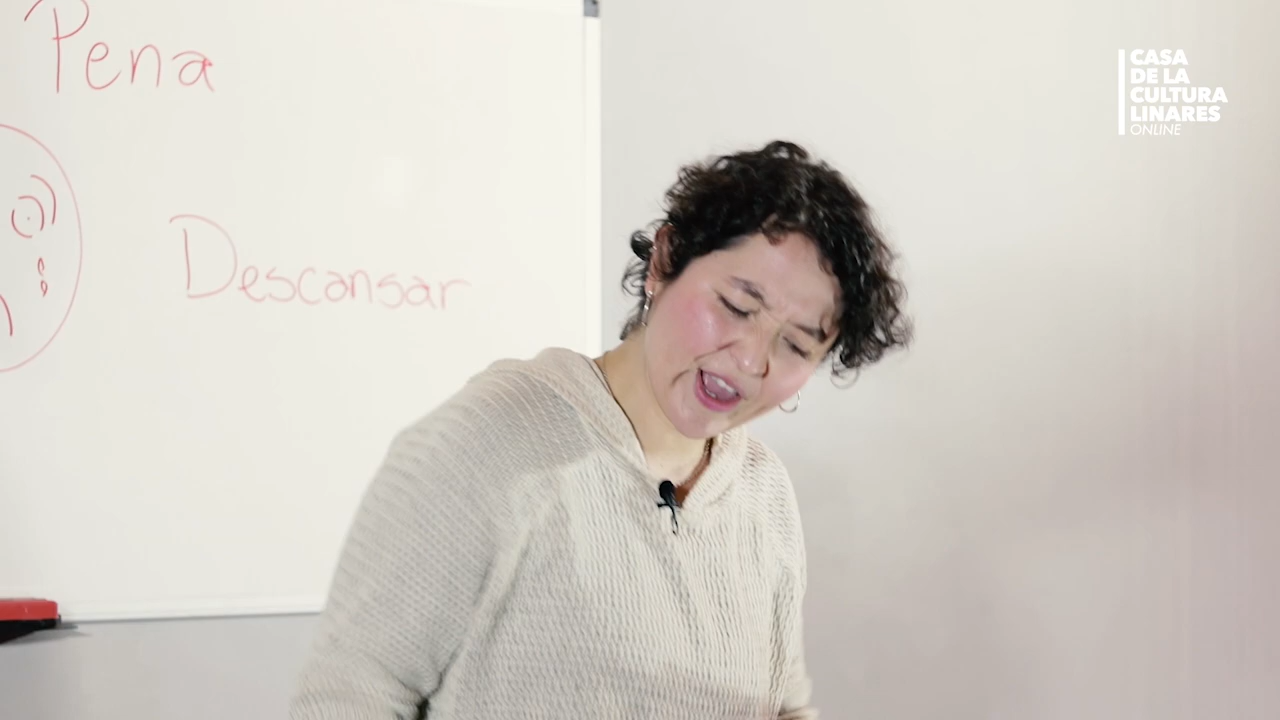 Pena
Descansar
CASA
DE LA
CULTURA
LINARES
ONLINE